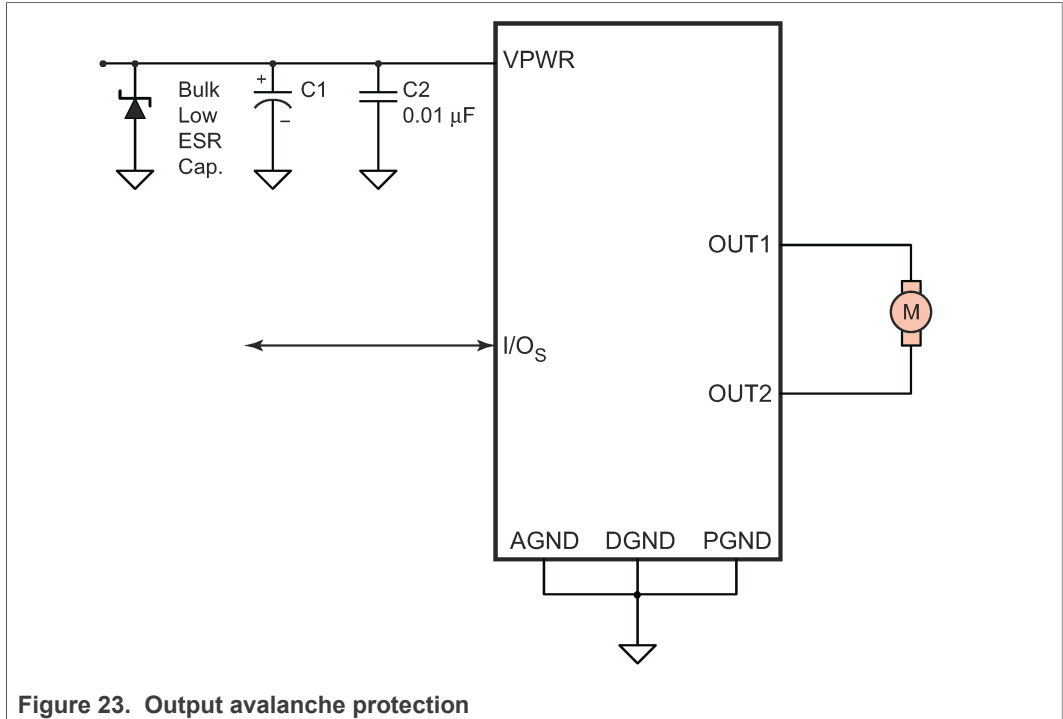 VPWR
Bulk
Low
ESR
Cap.
+
C1
–
C2
0.01 μF
OUT1
M
I/OS
OUT2
AGND DGND PGND
Figure 23. Output avalanche protection